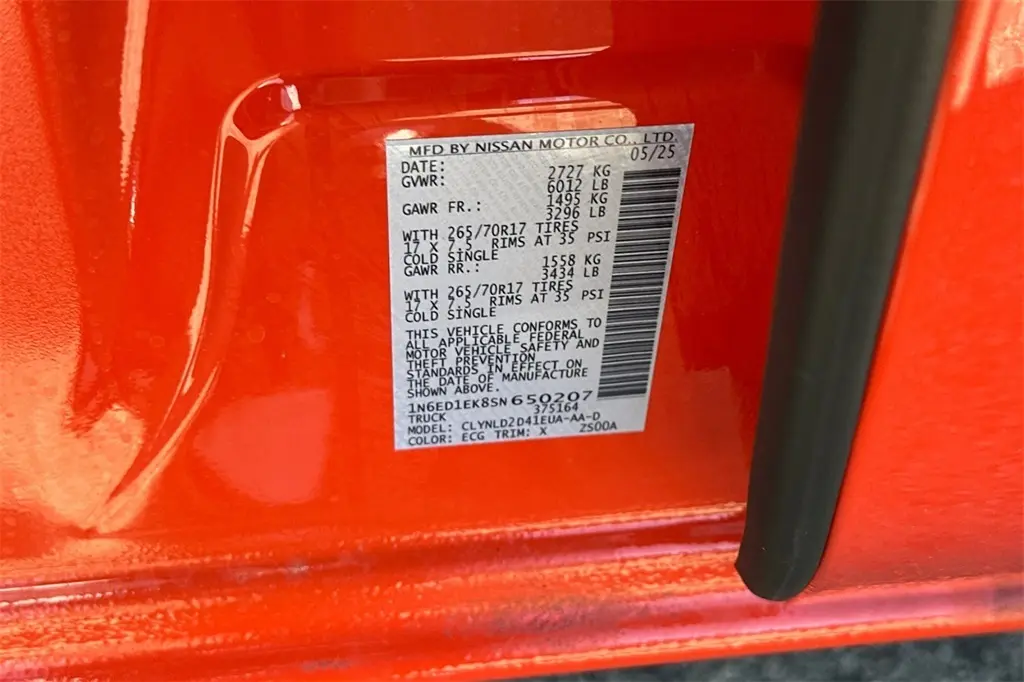 MFD BY NISSAN MOTOR CO., LTD.
DATE: 05/25
GVWR: 2727 KG
6012 LB
GAWR FR.: 1495 KG
3296 LB
WITH 265/70R17 TIRES
17 X 7.5 RIMS AT 35 PSI
COLD SINGLE
GAWR RR.: 1558 KG
3434 LB
WITH 265/70R17 TIRES
17 X 7.5 RIMS AT 35 PSI
COLD SINGLE
THIS VEHICLE CONFORMS TO
ALL APPLICABLE FEDERAL
MOTOR VEHICLE SAFETY AND
THEFT PREVENTION
STANDARDS IN EFFECT ON
THE DATE OF MANUFACTURE
SHOWN ABOVE.
1N6ED1EK8SN650207
TRUCK 375164
MODEL: CLYNLD2D41EUA-AA-D
COLOR: ECG TRIM: X ZS00A